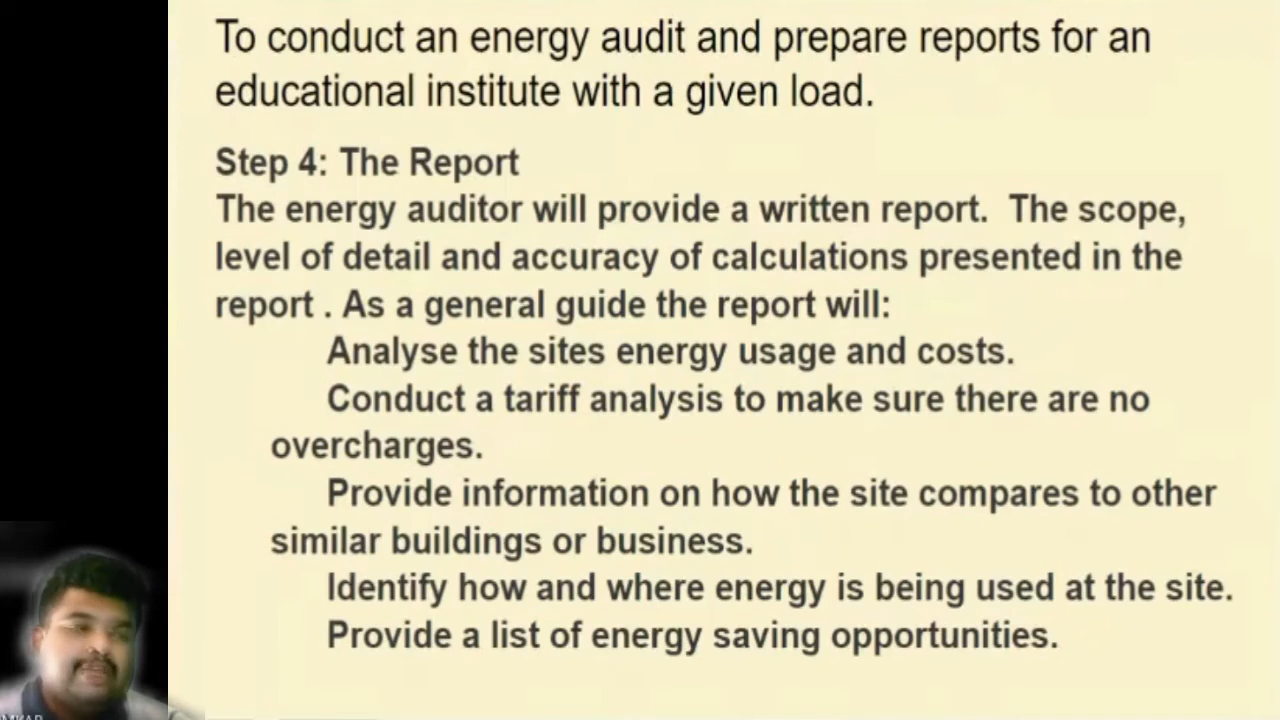 To conduct an energy audit and prepare reports for an
educational institute with a given load.
Step 4: The Report
The energy auditor will provide a written report.  The scope,
level of detail and accuracy of calculations presented in the
report . As a general guide the report will:
Analyse the sites energy usage and costs.
Conduct a tariff analysis to make sure there are no
overcharges.
Provide information on how the site compares to other
similar buildings or business.
Identify how and where energy is being used at the site.
Provide a list of energy saving opportunities.